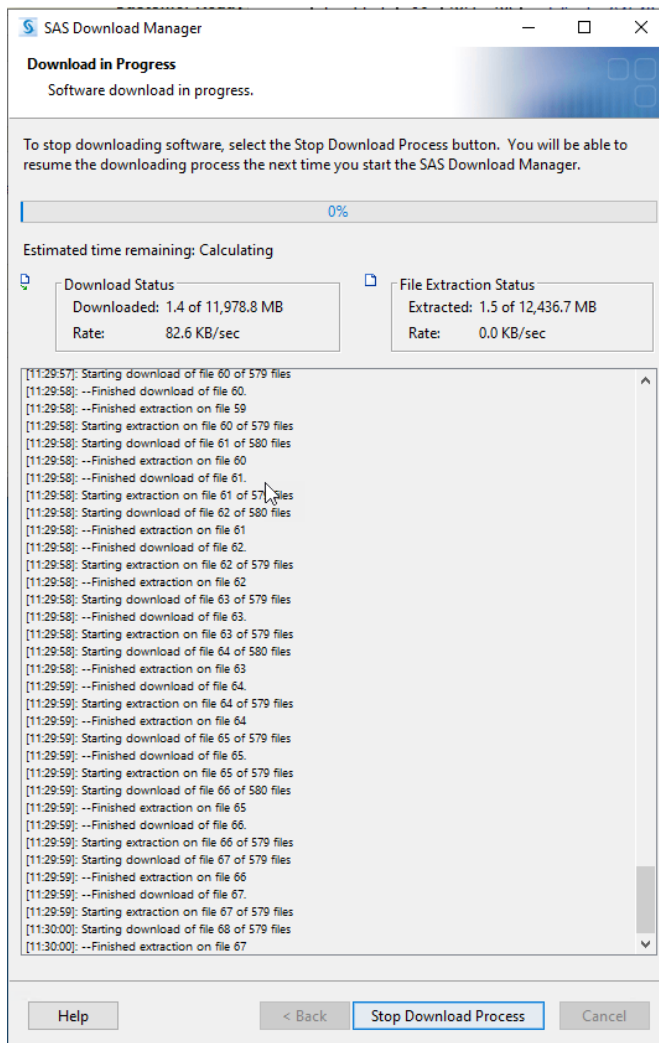 SAS Download Manager
Download in Progress
Software download in progress.
To stop downloading software, select the Stop Download Process button. You will be able to
resume the downloading process the next time you start the SAS Download Manager.
0%
Estimated time remaining: Calculating
Download Status
Downloaded: 1.4 of 11,978.8 MB
Rate: 82.6 KB/sec
File Extraction Status
Extracted: 1.5 of 12,436.7 MB
Rate: 0.0 KB/sec
[11:29:57]: Starting download of file 60 of 579 files
[11:29:58]: --Finished download of file 60.
[11:29:58]: --Finished extraction on file 59
[11:29:58]: Starting extraction on file 60 of 579 files
[11:29:58]: Starting download of file 61 of 580 files
[11:29:58]: --Finished extraction on file 60
[11:29:58]: --Finished download of file 61.
[11:29:58]: Starting extraction on file 61 of 579 files
[11:29:58]: Starting download of file 62 of 580 files
[11:29:58]: --Finished extraction on file 61
[11:29:58]: --Finished download of file 62.
[11:29:58]: Starting extraction on file 62 of 579 files
[11:29:58]: --Finished extraction on file 62
[11:29:58]: Starting download of file 63 of 579 files
[11:29:58]: --Finished download of file 63.
[11:29:58]: Starting extraction on file 63 of 579 files
[11:29:58]: Starting download of file 64 of 580 files
[11:29:58]: --Finished extraction on file 63
[11:29:59]: --Finished download of file 64.
[11:29:59]: Starting extraction on file 64 of 579 files
[11:29:59]: --Finished extraction on file 64
[11:29:59]: Starting download of file 65 of 579 files
[11:29:59]: --Finished download of file 65.
[11:29:59]: Starting extraction on file 65 of 579 files
[11:29:59]: Starting download of file 66 of 580 files
[11:29:59]: --Finished extraction on file 65
[11:29:59]: --Finished download of file 66.
[11:29:59]: Starting extraction on file 66 of 579 files
[11:29:59]: Starting download of file 67 of 579 files
[11:29:59]: --Finished extraction on file 66
[11:29:59]: --Finished download of file 67.
[11:29:59]: Starting extraction on file 67 of 579 files
[11:30:00]: Starting download of file 68 of 579 files
[11:30:00]: --Finished extraction on file 67
Help
< Back
Stop Download Process
Cancel